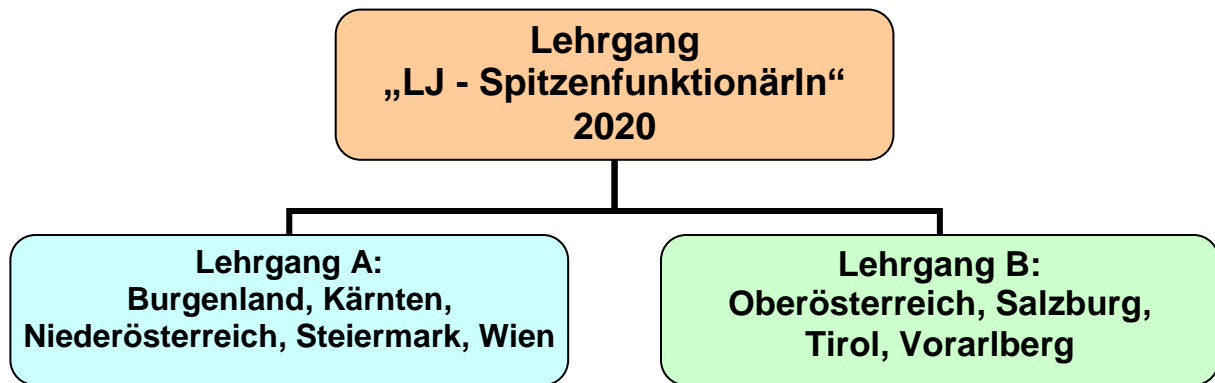 Lehrgang
„LJ - SpitzenfunktionärIn“
2020
Lehrgang A:
Burgenland, Kärnten,
Niederösterreich, Steiermark, Wien
Lehrgang B:
Oberösterreich, Salzburg,
Tirol, Vorarlberg